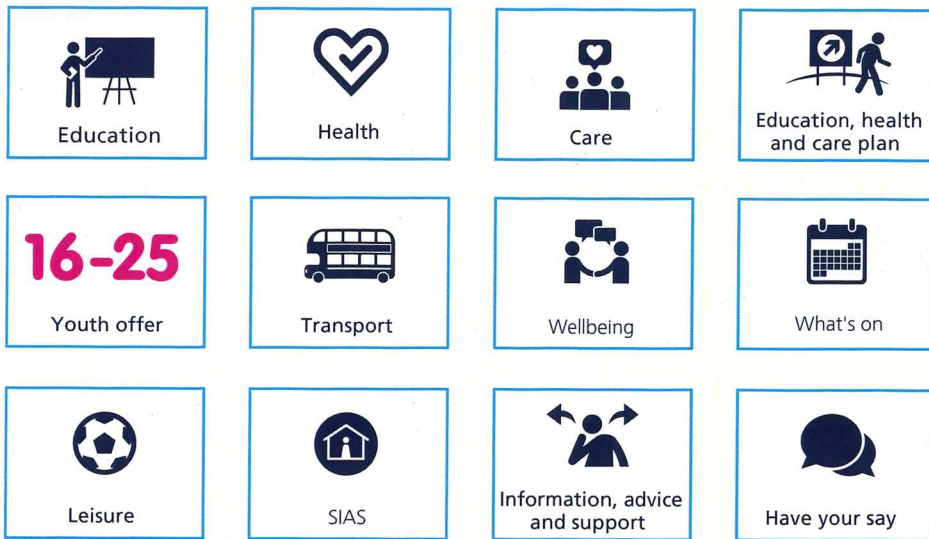 Education
Health
Care
Education, health
and care plan
16-25
Youth offer
Transport
Wellbeing
What's on
Leisure
SIAS
Information, advice
and support
Have your say